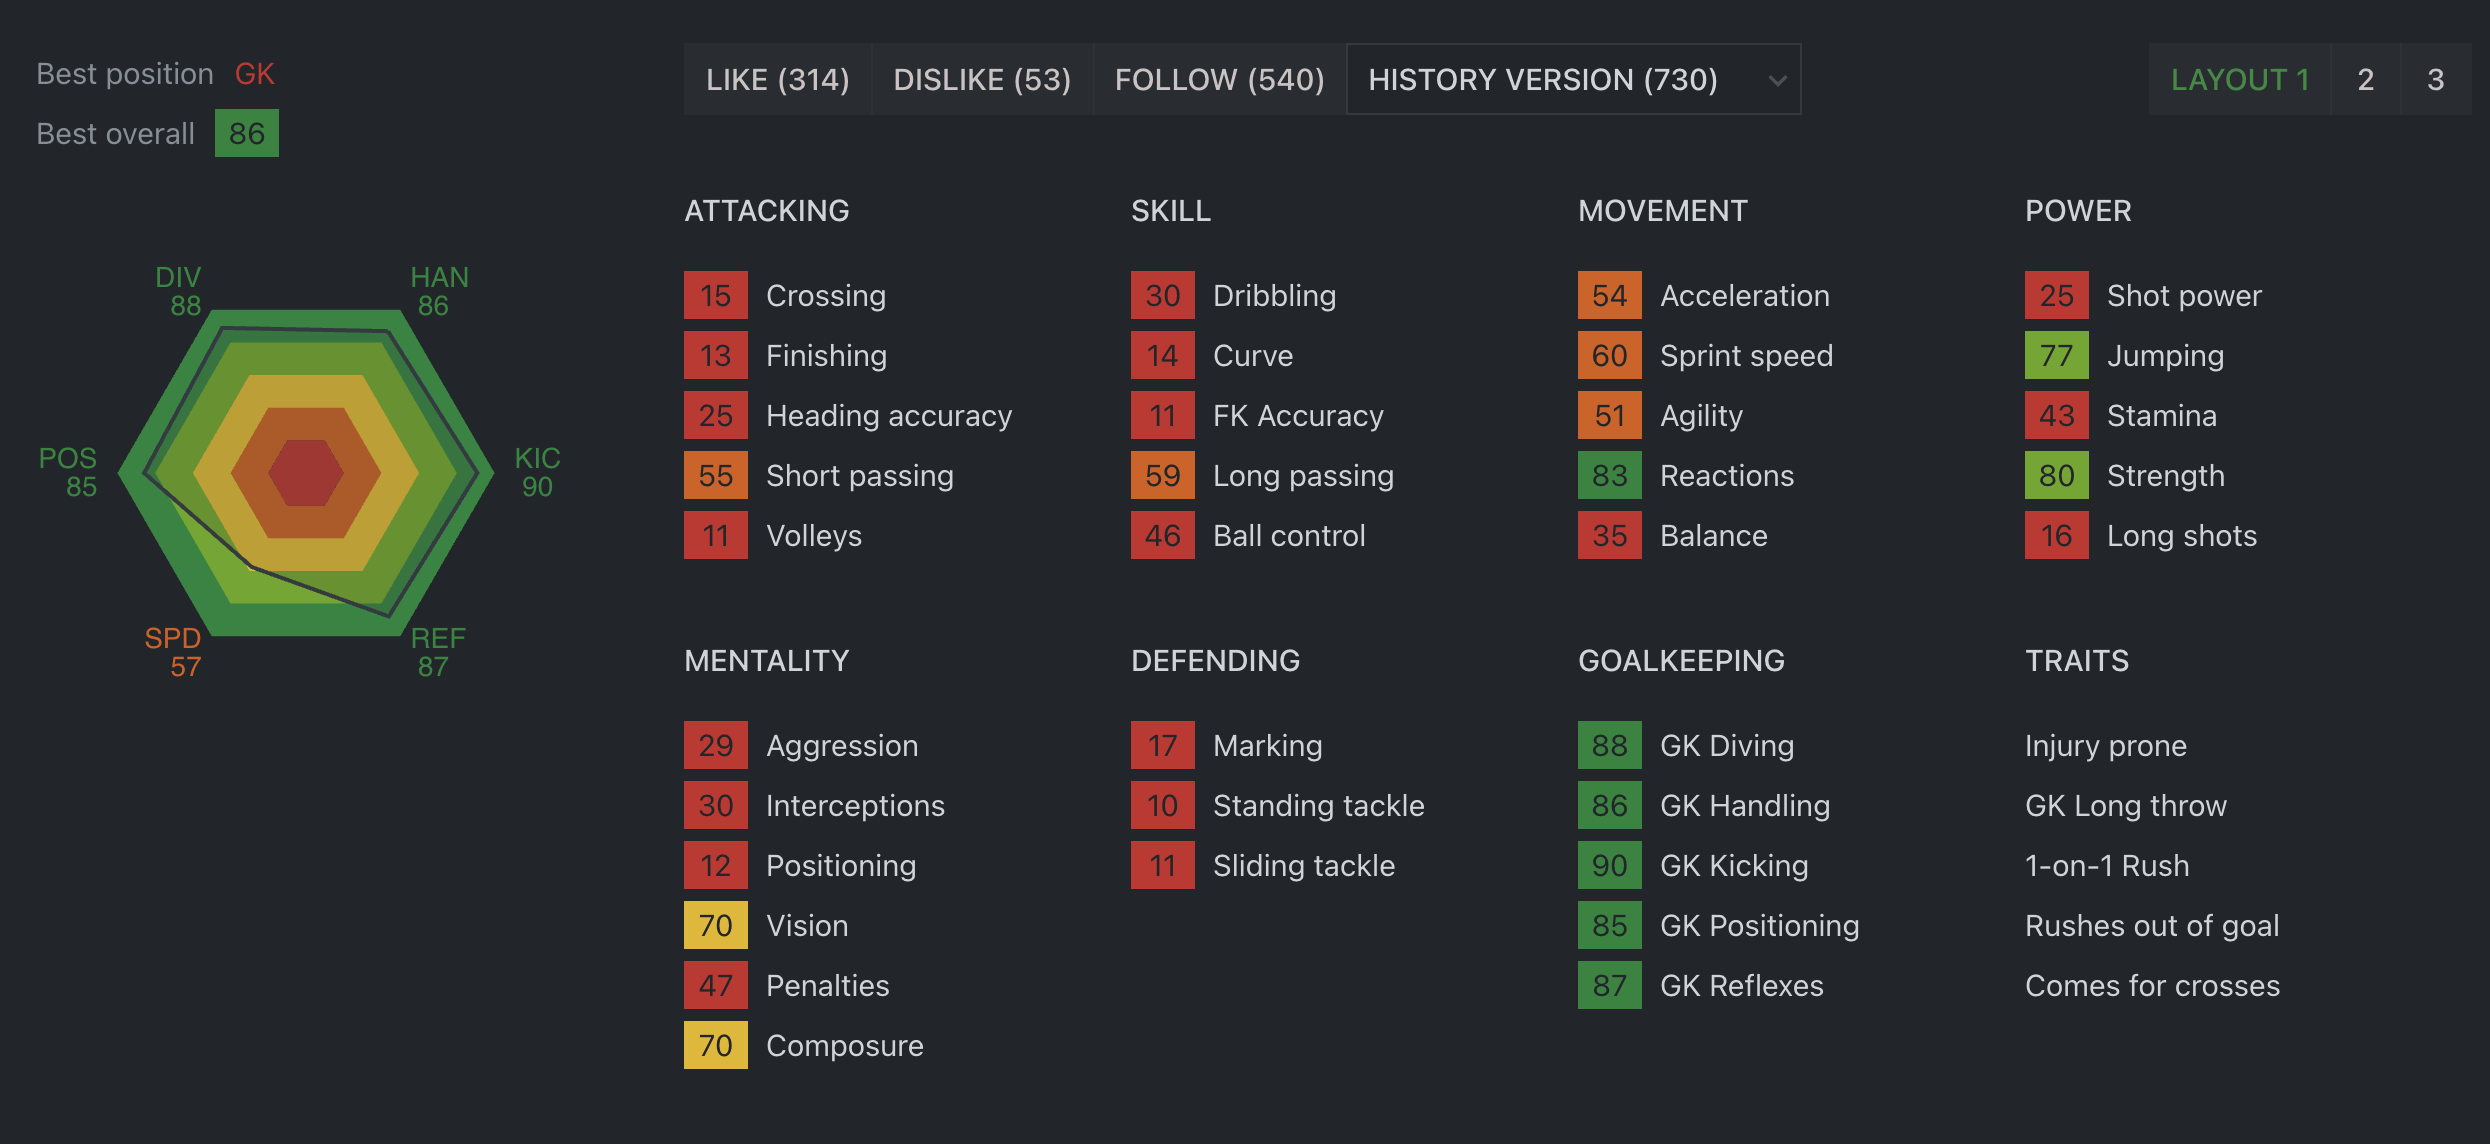 Best position GK
Best overall 86
LIKE (314) DISLIKE (53) FOLLOW (540) HISTORY VERSION (730)
LAYOUT 1 2 3
DIV
88
HAN
86
POS
85
KIC
90
SPD
57
REF
87
ATTACKING
15 Crossing
13 Finishing
25 Heading accuracy
55 Short passing
11 Volleys
SKILL
30 Dribbling
14 Curve
11 FK Accuracy
59 Long passing
46 Ball control
MOVEMENT
54 Acceleration
60 Sprint speed
51 Agility
83 Reactions
35 Balance
POWER
25 Shot power
77 Jumping
43 Stamina
80 Strength
16 Long shots
MENTALITY
29 Aggression
30 Interceptions
12 Positioning
70 Vision
47 Penalties
70 Composure
DEFENDING
17 Marking
10 Standing tackle
11 Sliding tackle
GOALKEEPING
88 GK Diving
86 GK Handling
90 GK Kicking
85 GK Positioning
87 GK Reflexes
TRAITS
Injury prone
GK Long throw
1-on-1 Rush
Rushes out of goal
Comes for crosses